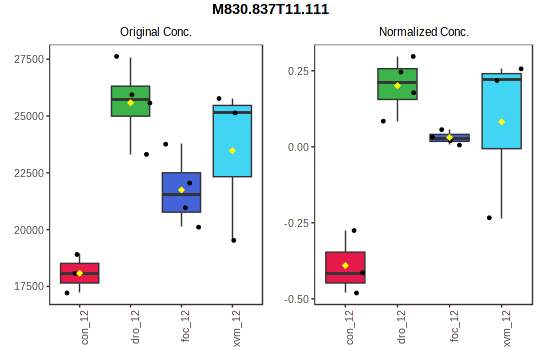 M830.837T11.111
Original Conc.
Normalized Conc.
27500
25000
22500
20000
17500
0.25
0.00
-0.25
-0.50
con_12
dro_12
foc_12
xvm_12
con_12
dro_12
foc_12
xvm_12